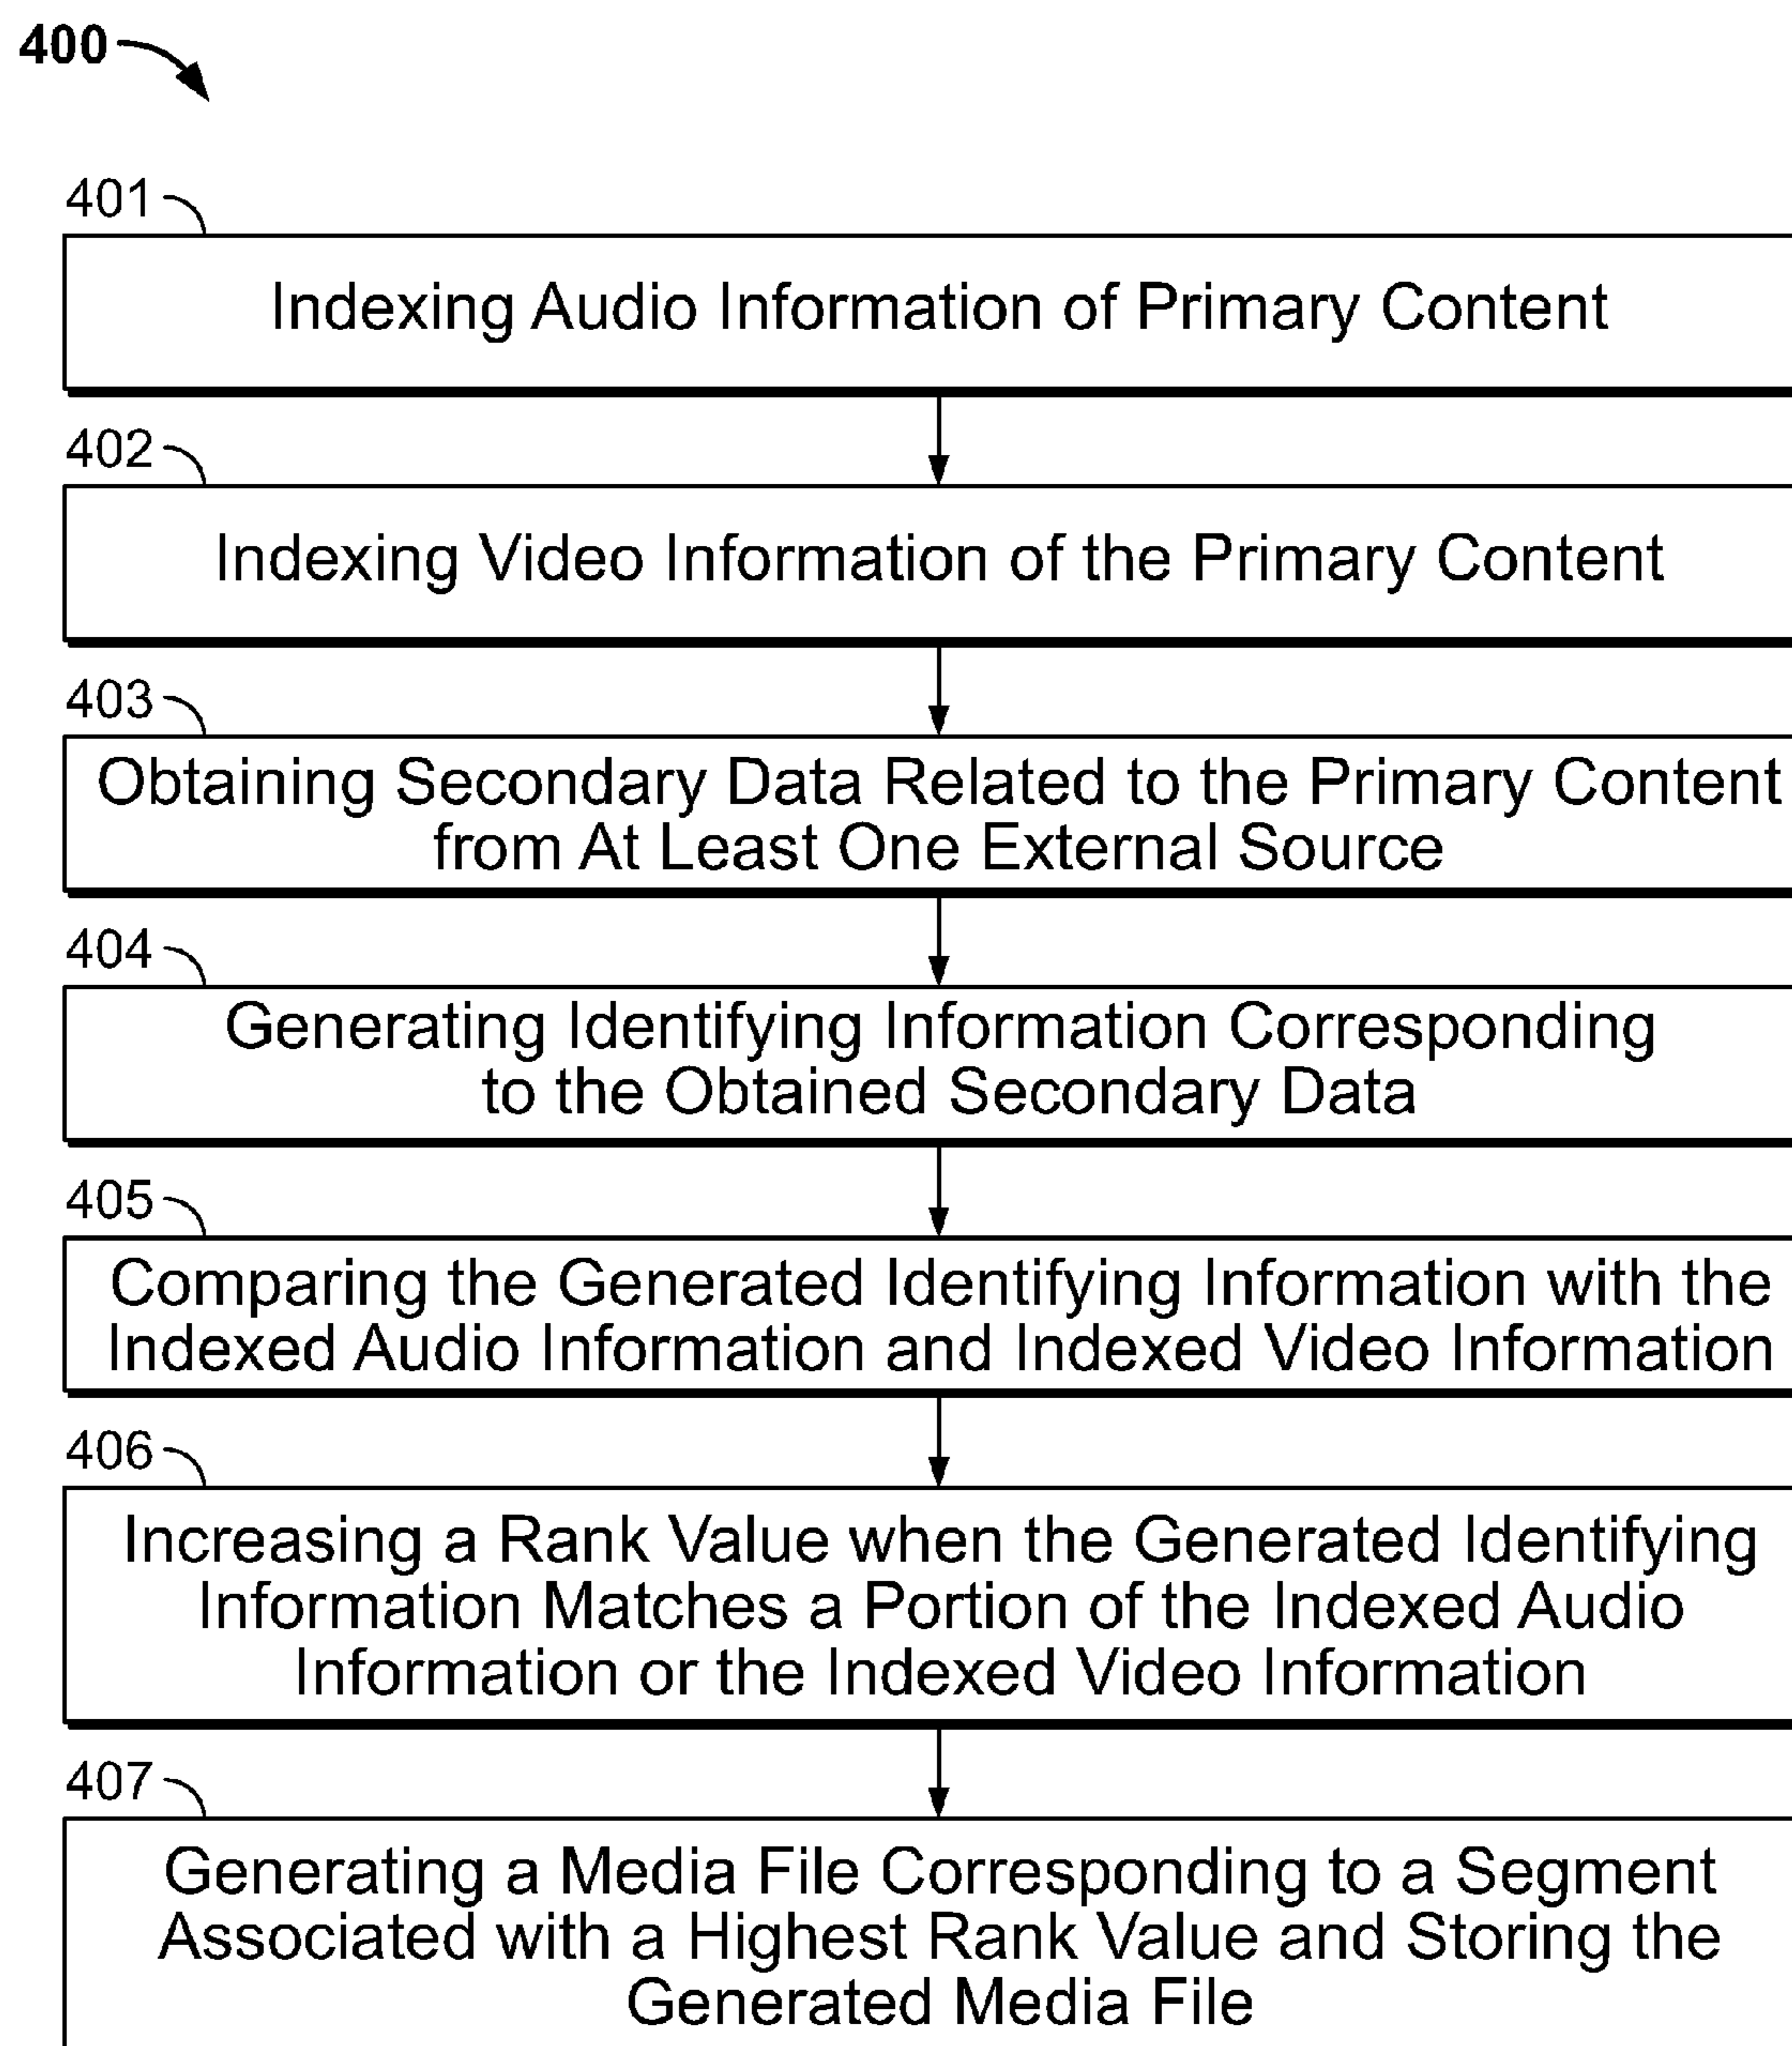 400
401
Indexing Audio Information of Primary Content
402
Indexing Video Information of the Primary Content
403
Obtaining Secondary Data Related to the Primary Content
from At Least One External Source
404
Generating Identifying Information Corresponding
to the Obtained Secondary Data
405
Comparing the Generated Identifying Information with the
Indexed Audio Information and Indexed Video Information
406
Increasing a Rank Value when the Generated Identifying
Information Matches a Portion of the Indexed Audio
Information or the Indexed Video Information
407
Generating a Media File Corresponding to a Segment
Associated with a Highest Rank Value and Storing the
Generated Media File